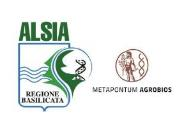 ALSIA
REGIONE
BASILICATA
METAPONTUM AGROBIOS